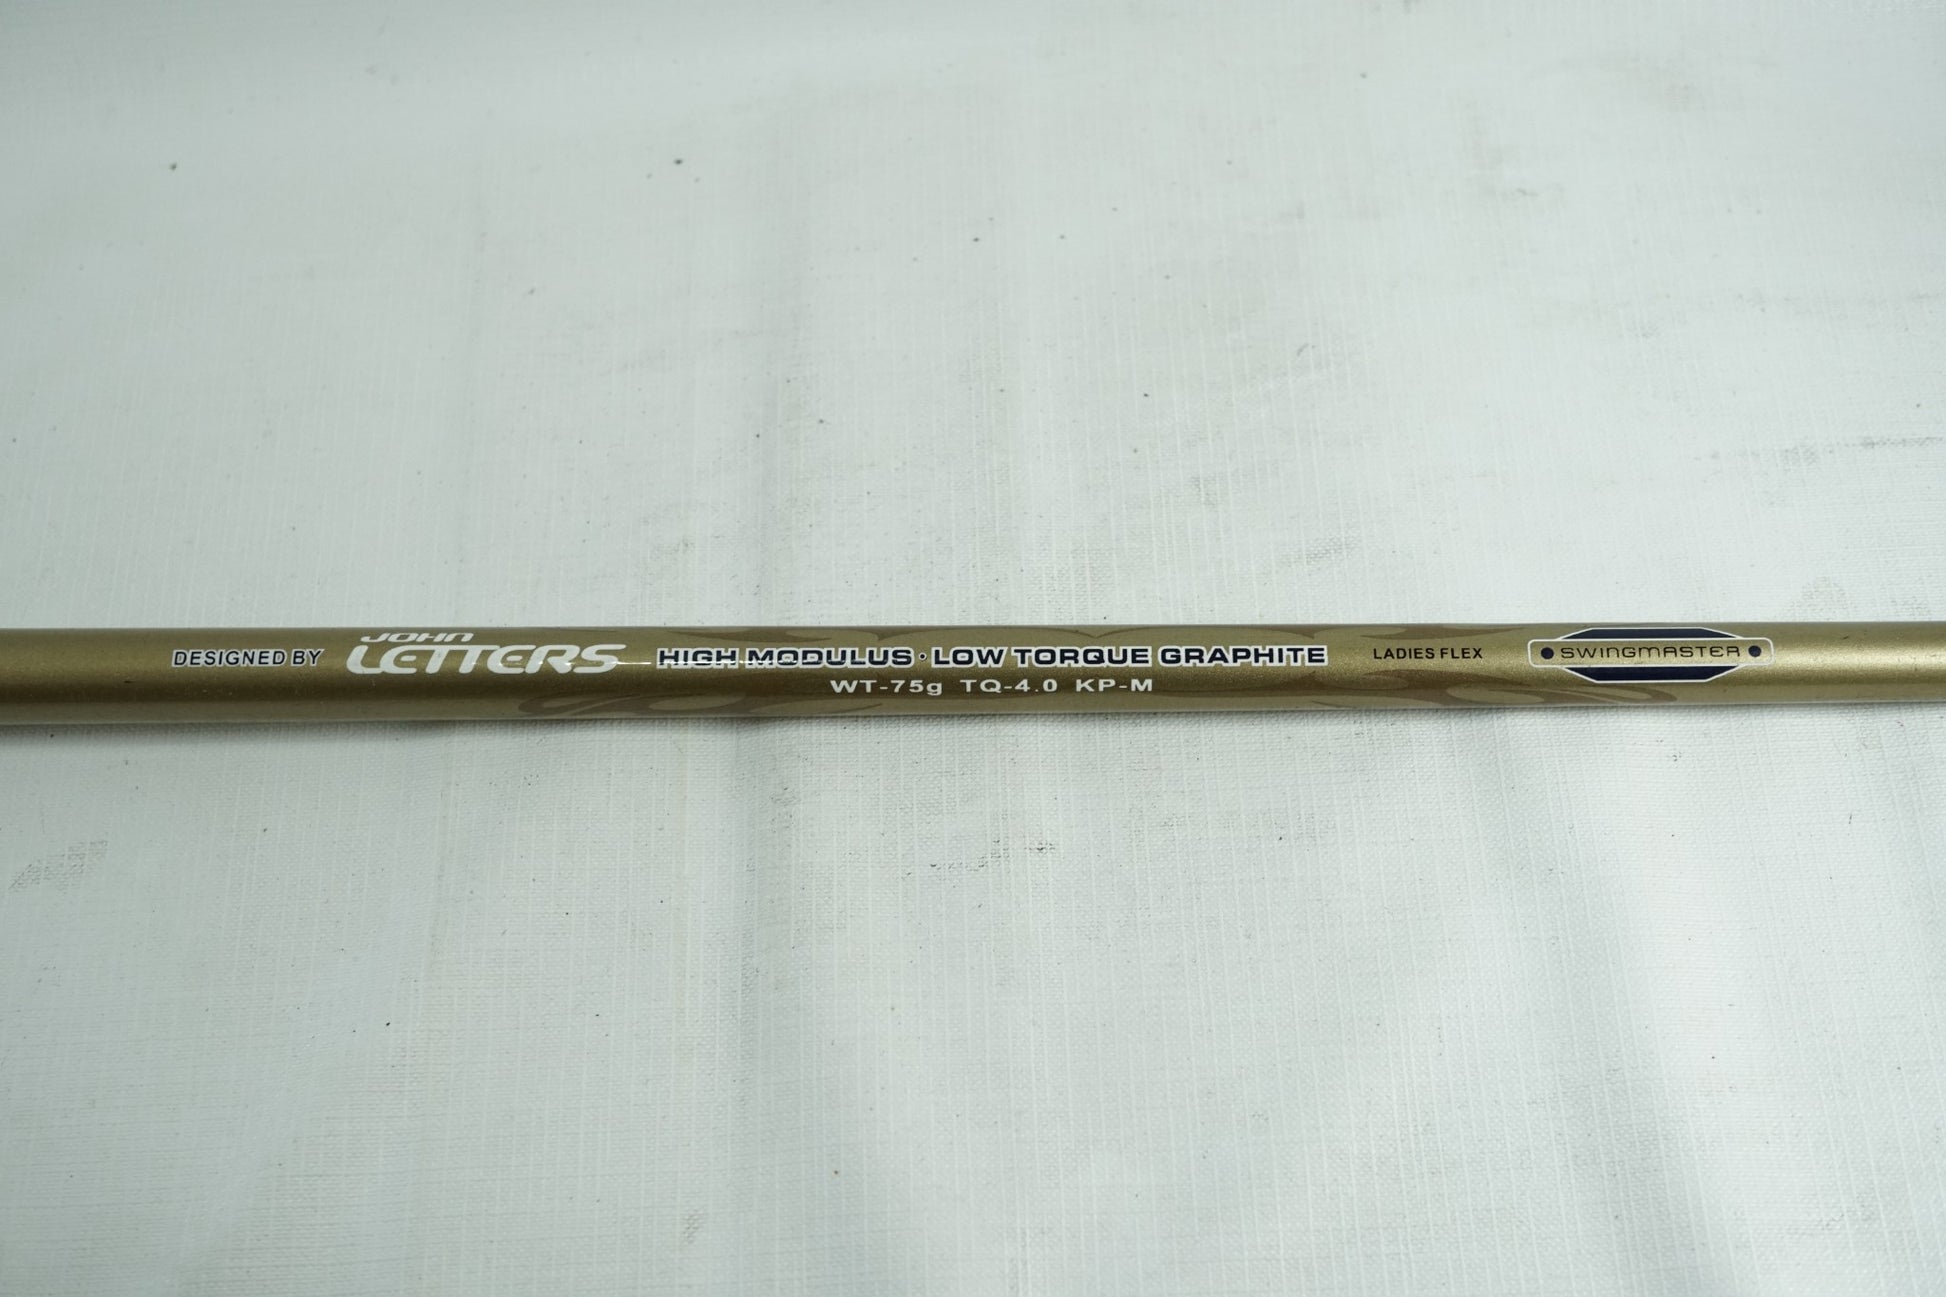 DESIGNED BY JOHN LETTERS HIGH MODULUS · LOW TORQUE GRAPHITE LADIES FLEX SWINGMASTER
WT-75g TQ-4.0 KP-M